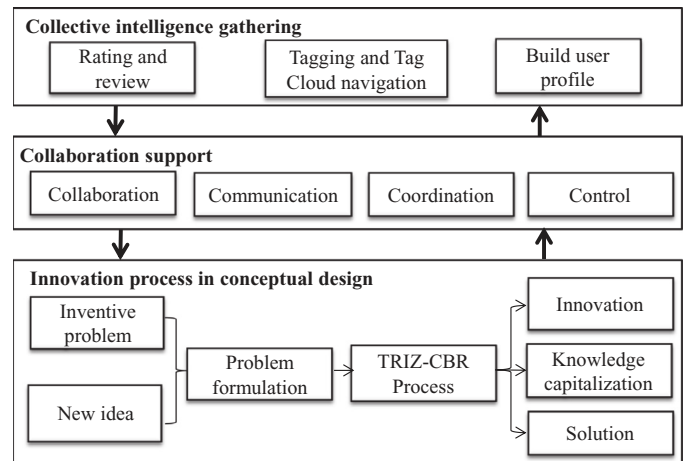 Collective intelligence gathering
Rating and
review
Tagging and Tag
Cloud navigation
Build user
profile
Collaboration support
Collaboration
Communication
Coordination
Control
Innovation process in conceptual design
Inventive
problem
New idea
Problem
formulation
TRIZ-CBR
Process
Innovation
Knowledge
capitalization
Solution